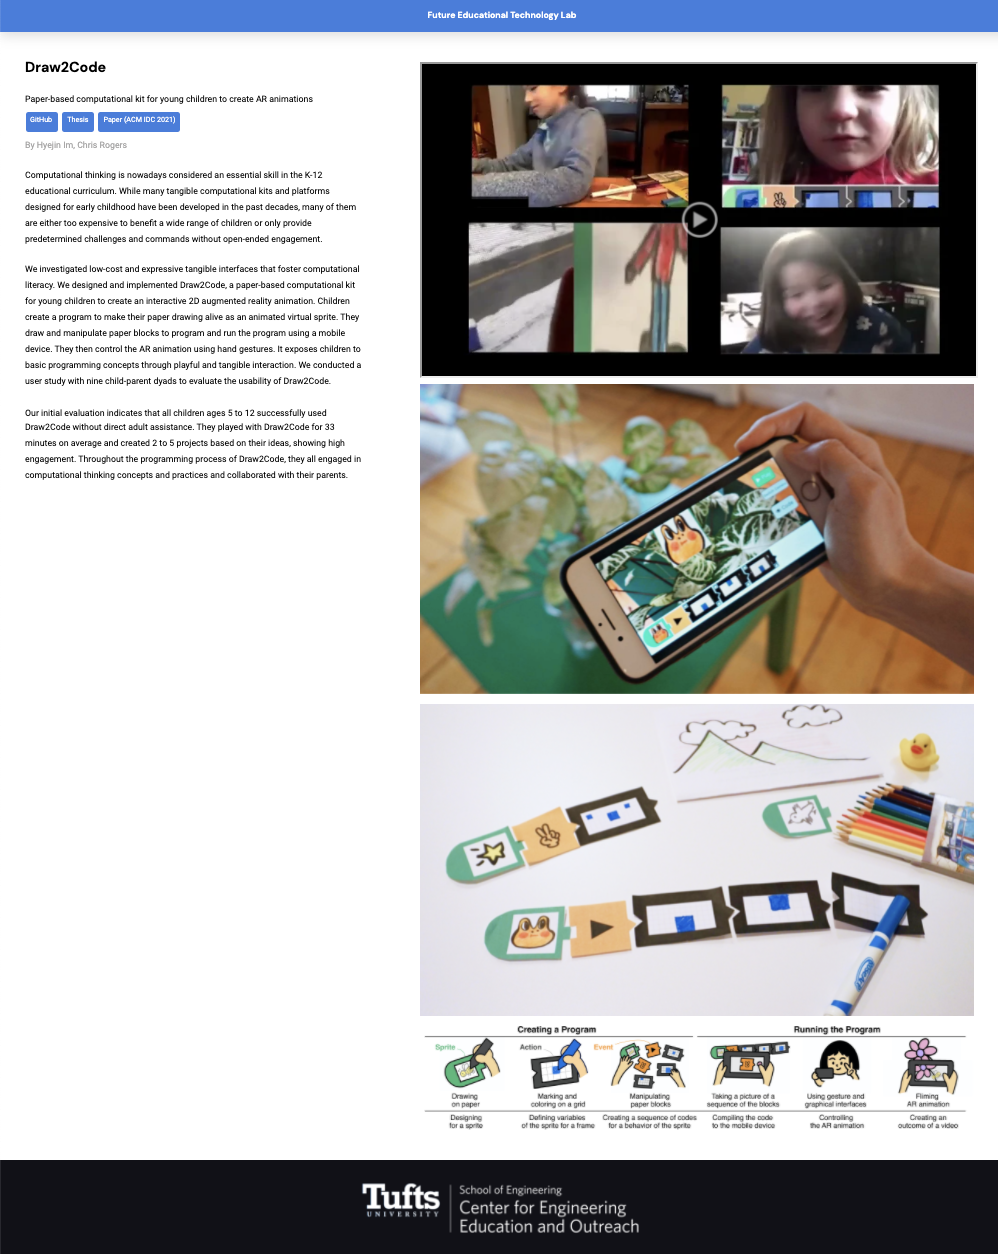 Future Educational Technology Lab
Draw2Code
Paper-based computational kit for young children to create AR animations
GitHub
Thesis
Paper (ACM IDC 2021)
By Hyejin Im, Chris Rogers
Computational thinking is nowadays considered an essential skill in the K-12
educational curriculum. While many tangible computational kits and platforms
designed for early childhood have been developed in the past decades, many of them
are either too expensive to benefit a wide range of children or only provide
predetermined challenges and commands without open-ended engagement.
We investigated low-cost and expressive tangible interfaces that foster computational
literacy. We designed and implemented Draw2Code, a paper-based computational kit
for young children to create an interactive 2D augmented reality animation. Children
create a program to make their paper drawing alive as an animated virtual sprite. They
draw and manipulate paper blocks to program and run the program using a mobile
device. They then control the AR animation using hand gestures. It exposes children to
basic programming concepts through playful and tangible interaction. We conducted a
user study with nine child-parent dyads to evaluate the usability of Draw2Code.
Our initial evaluation indicates that all children ages 5 to 12 successfully used
Draw2Code without direct adult assistance. They played with Draw2Code for 33
minutes on average and created 2 to 5 projects based on their ideas, showing high
engagement. Throughout the programming process of Draw2Code, they all engaged in
computational thinking concepts and practices and collaborated with their parents.
Creating a Program
Running the Program
Sprite
Action
Event
Drawing
on paper
Marking and
coloring on a grid
Manipulating
paper blocks
Taking a picture of a
sequence of the blocks
Using gesture and
graphical interfaces
Fliming
AR animation
Designing
for a sprite
Defining variables
of the sprite for a frame
Creating a sequence of codes
for a behavior of the sprite
Compiling the code
to the mobile device
Controlling
the AR animation
Creating an
outcome of a video
Tufts
UNIVERSITY
School of Engineering
Center for Engineering
Education and Outreach